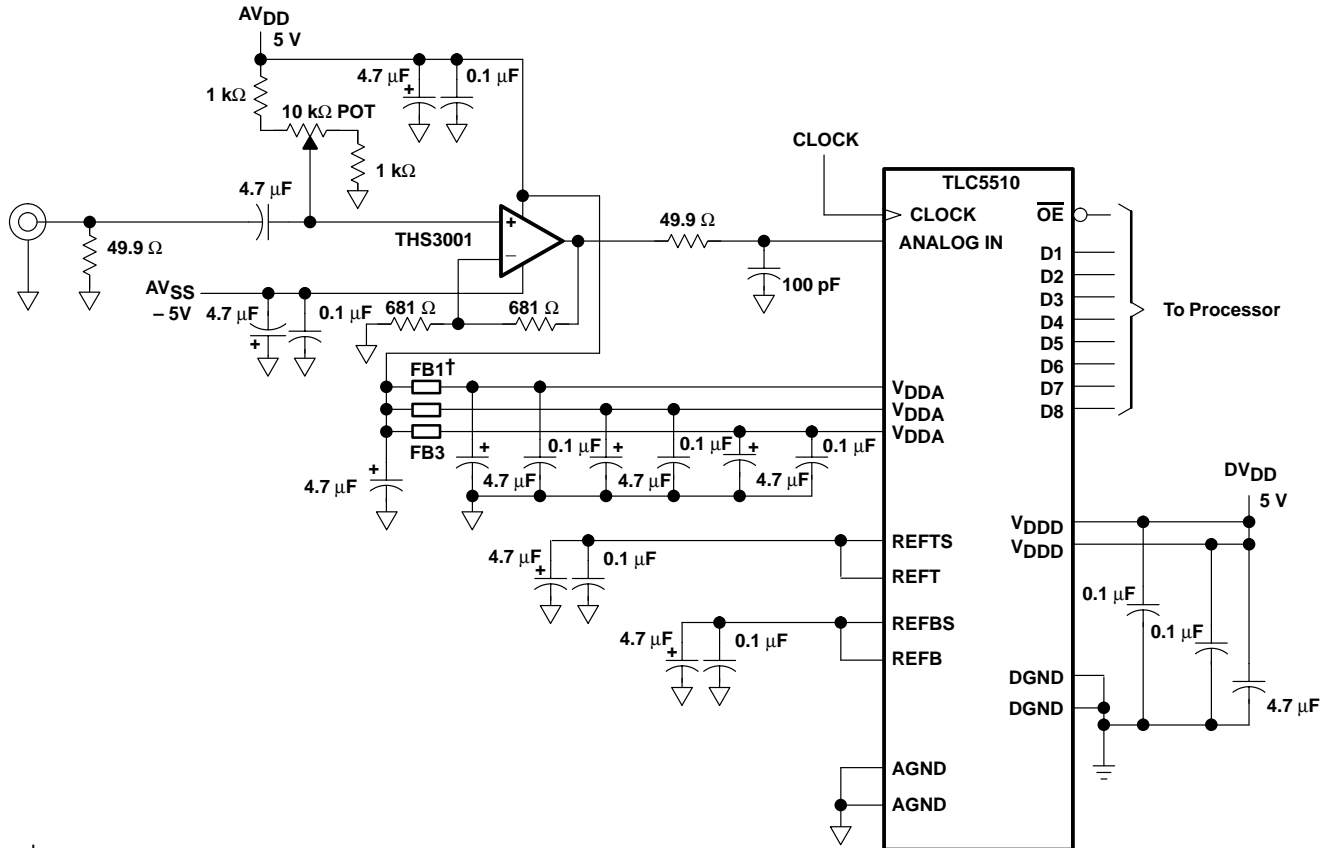 AVDD
5 V
1 kΩ
10 kΩ POT
1 kΩ
4.7 μF
0.1 μF
4.7 μF
49.9 Ω
+
THS3001
–
+
49.9 Ω
100 pF
AVSS
– 5V
4.7 μF
+
0.1 μF
681 Ω
681 Ω
CLOCK
TLC5510
CLOCK
ANALOG IN
OE
D1
D2
D3
D4
D5
D6
D7
D8
To Processor
FB1†
FB3
VDDA
VDDA
VDDA
4.7 μF
+
+
4.7 μF
0.1 μF
+
4.7 μF
0.1 μF
+
4.7 μF
0.1 μF
4.7 μF
+
0.1 μF
REFTS
REFT
4.7 μF
+
0.1 μF
REFBS
REFB
AGND
AGND
DVDD
5 V
VDDD
VDDD
0.1 μF
0.1 μF
4.7 μF
DGND
DGND